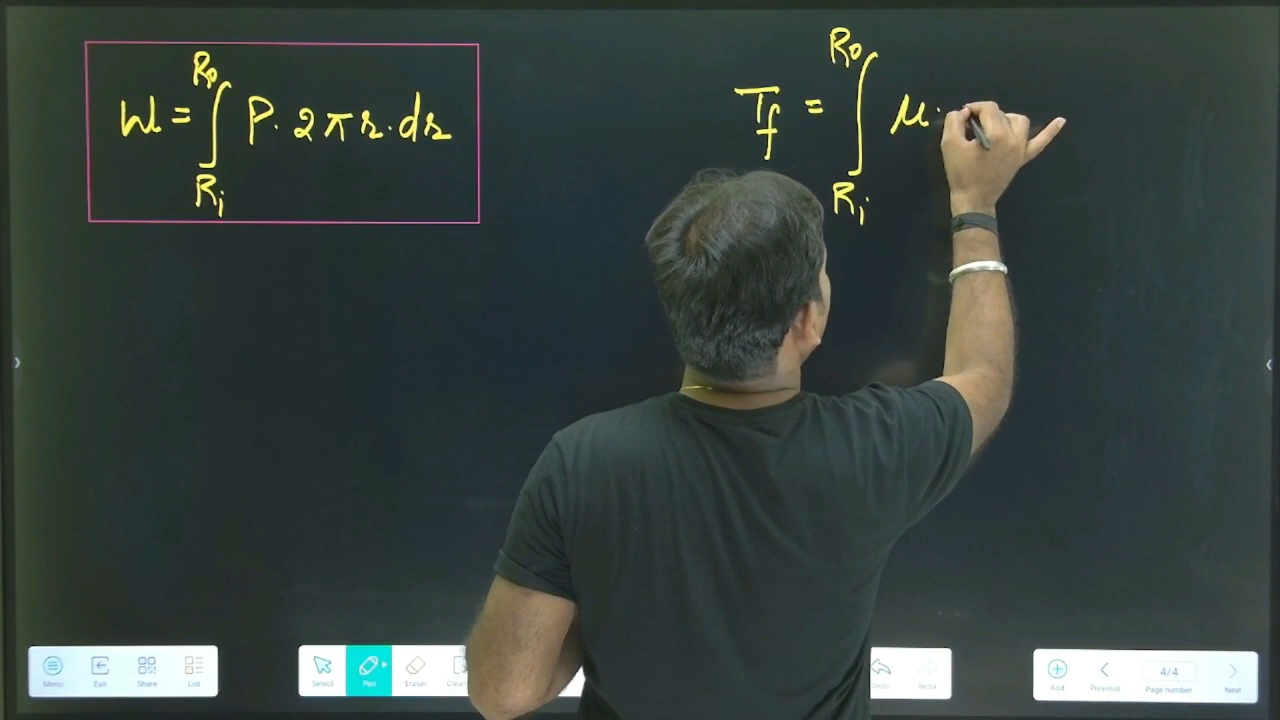 W = ∫ P. 2πr.dr
Ro
Ri
Tf = ∫ μ.
Ro
Ri
Menu
Exit
Share
List
Select
Pen
Eraser
Undo
Redo
Add
Previous
4/4
Page number
Next